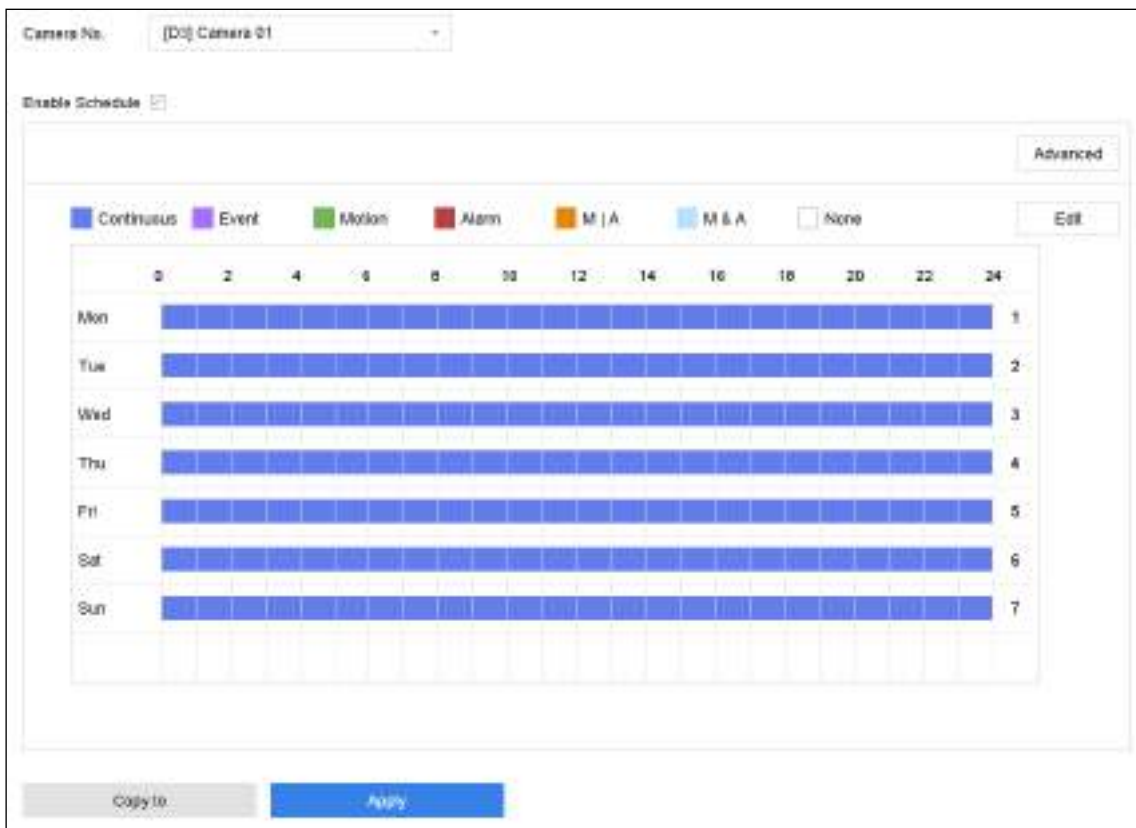 Camera No. [D3] Camera 01
Enable Schedule
Advanced
Continuous Event Motion Alarm M | A M & A None Edit
0 2 4 6 8 10 12 14 16 18 20 22 24
Mon 1
Tue 2
Wed 3
Thu 4
Fri 5
Sat 6
Sun 7
Copy to Apply